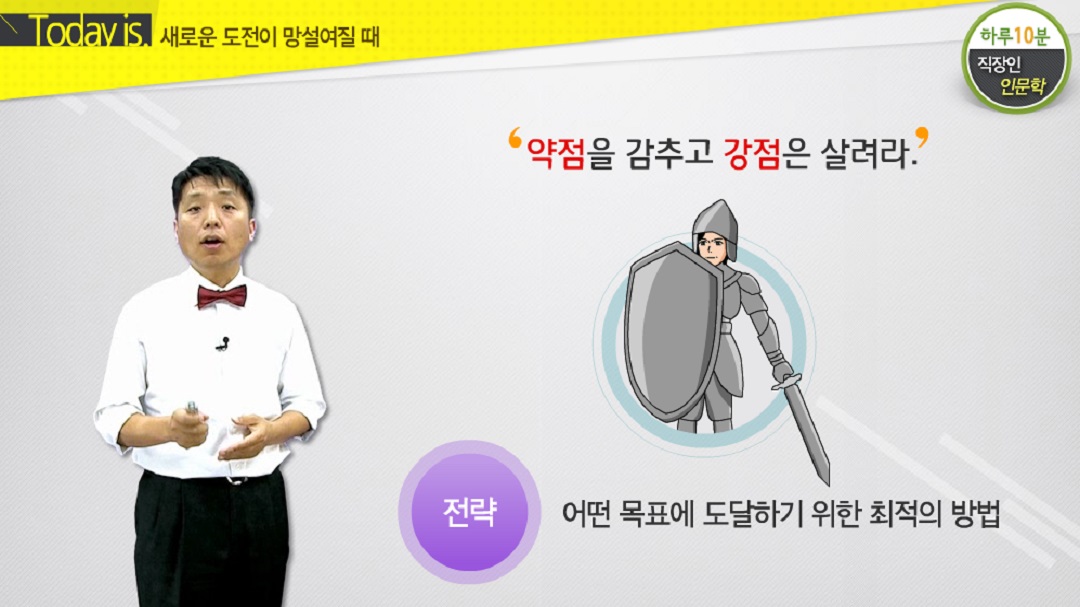 Today is. 새로운 도전이 망설여질 때
하루10분
직장인
인문학
‘약점을 감추고 강점은 살려라.’
전략
어떤 목표에 도달하기 위한 최적의 방법